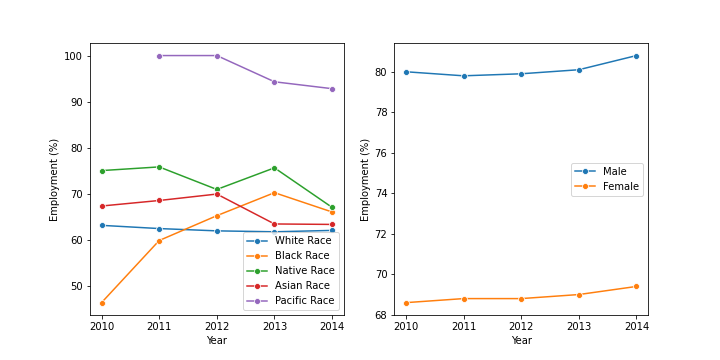 100
90
80
70
60
50
Employment (%)
2010 2011 2012 2013 2014
Year
White Race
Black Race
Native Race
Asian Race
Pacific Race
80
78
76
74
72
70
68
Employment (%)
2010 2011 2012 2013 2014
Year
Male
Female